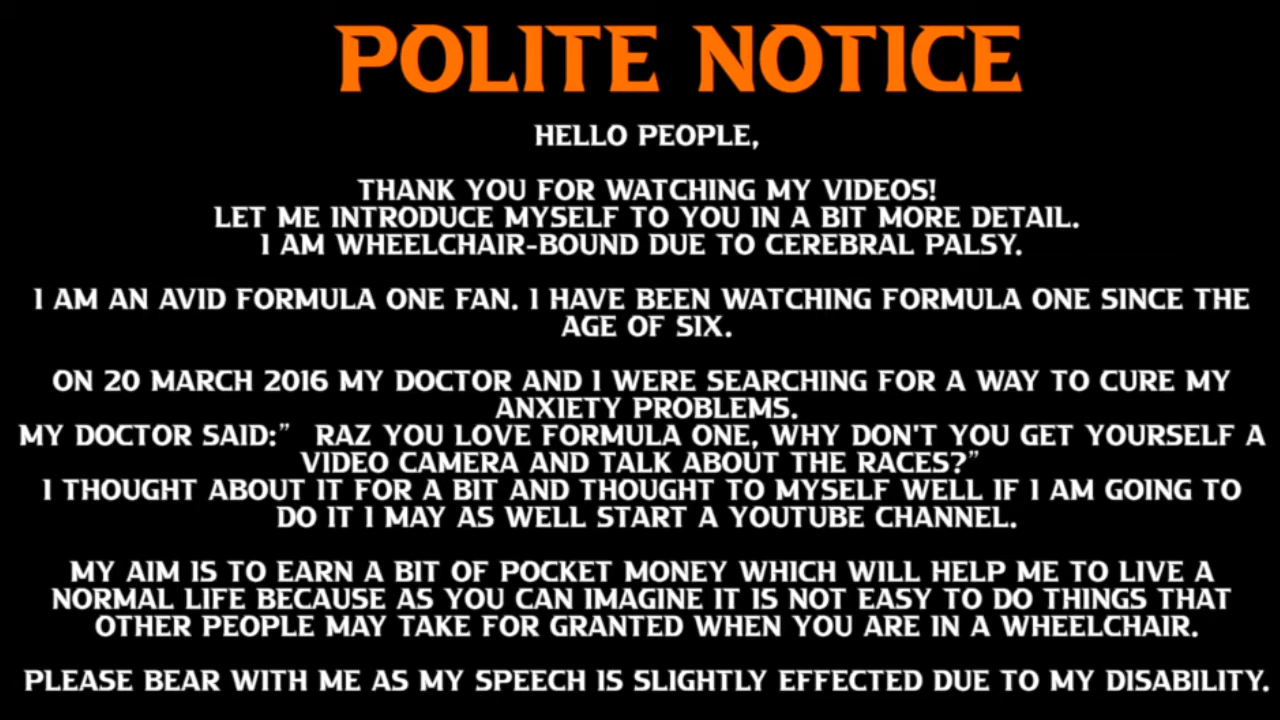 POLITE NOTICE
HELLO PEOPLE,
THANK YOU FOR WATCHING MY VIDEOS!
LET ME INTRODUCE MYSELF TO YOU IN A BIT MORE DETAIL.
I AM WHEELCHAIR-BOUND DUE TO CEREBRAL PALSY.
I AM AN AVID FORMULA ONE FAN. I HAVE BEEN WATCHING FORMULA ONE SINCE THE
AGE OF SIX.
ON 20 MARCH 2016 MY DOCTOR AND I WERE SEARCHING FOR A WAY TO CURE MY
ANXIETY PROBLEMS.
MY DOCTOR SAID:”  RAZ YOU LOVE FORMULA ONE, WHY DON'T YOU GET YOURSELF A
VIDEO CAMERA AND TALK ABOUT THE RACES?”
I THOUGHT ABOUT IT FOR A BIT AND THOUGHT TO MYSELF WELL IF I AM GOING TO
DO IT I MAY AS WELL START A YOUTUBE CHANNEL.
MY AIM IS TO EARN A BIT OF POCKET MONEY WHICH WILL HELP ME TO LIVE A
NORMAL LIFE BECAUSE AS YOU CAN IMAGINE IT IS NOT EASY TO DO THINGS THAT
OTHER PEOPLE MAY TAKE FOR GRANTED WHEN YOU ARE IN A WHEELCHAIR.
PLEASE BEAR WITH ME AS MY SPEECH IS SLIGHTLY EFFECTED DUE TO MY DISABILITY.